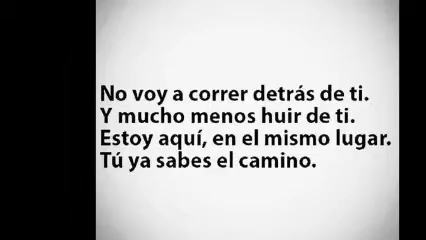 No voy a correr detrás de ti.
Y mucho menos huir de ti.
Estoy aquí, en el mismo lugar.
Tú ya sabes el camino.